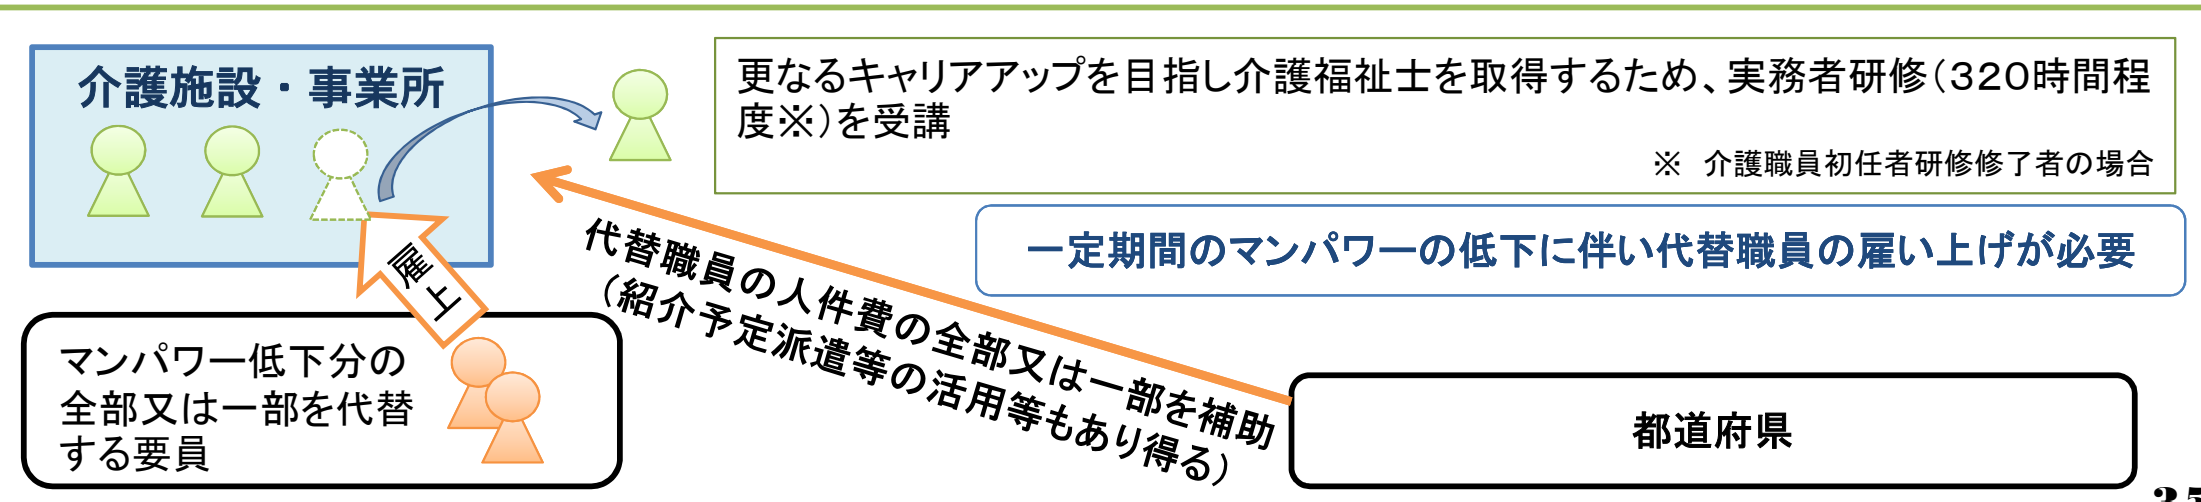 介護施設・事業所
更なるキャリアアップを目指し介護福祉士を取得するため、実務者研修（３２０時間程
度※）を受講
※　介護職員初任者研修修了者の場合
一定期間のマンパワーの低下に伴い代替職員の雇い上げが必要
代替職員の人件費の全部又は一部を補助
（紹介予定派遣等の活用等もあり得る）
雇
上
マンパワー低下分の
全部又は一部を代替
する要員
都道府県
35